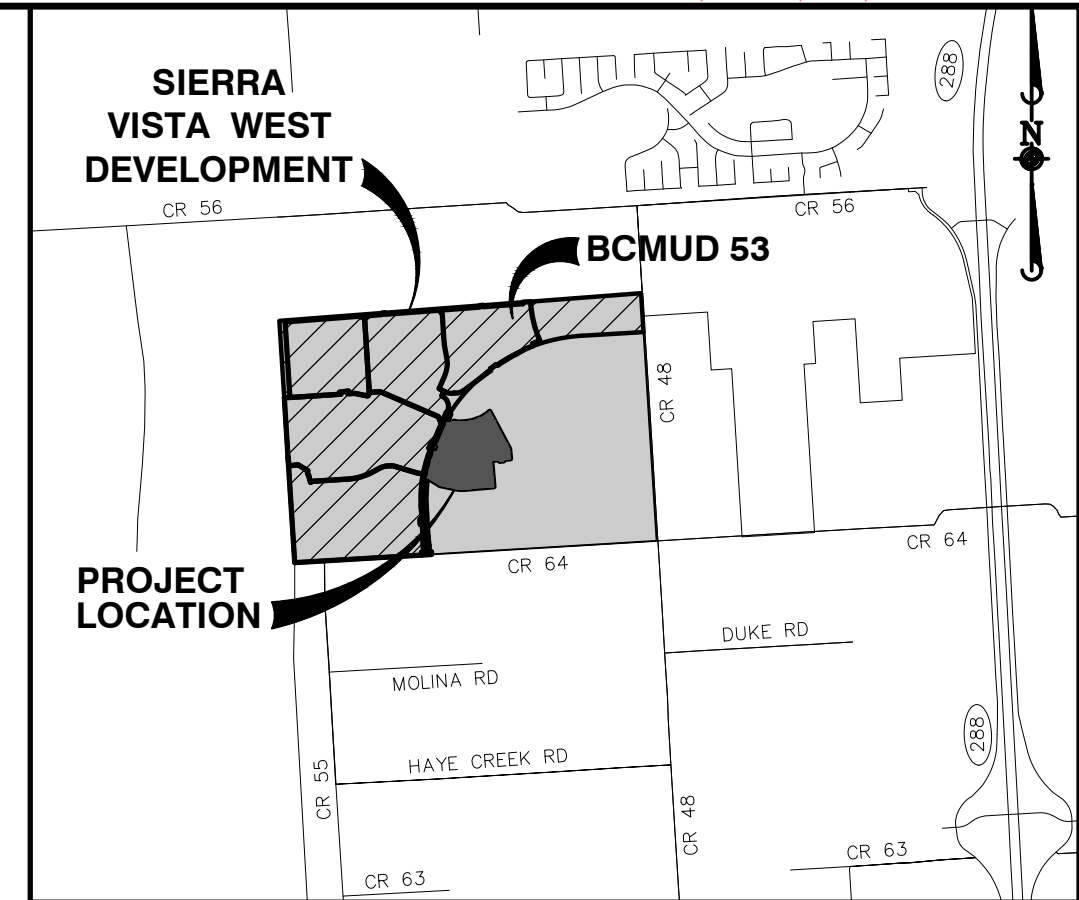 288
SIERRA
VISTA WEST
DEVELOPMENT
N
CR 56
CR 56
BCMUD 53
CR 48
CR 64
CR 64
PROJECT
LOCATION
DUKE RD
MOLINA RD
288
HAYE CREEK RD
CR 55
CR 48
CR 63
CR 63